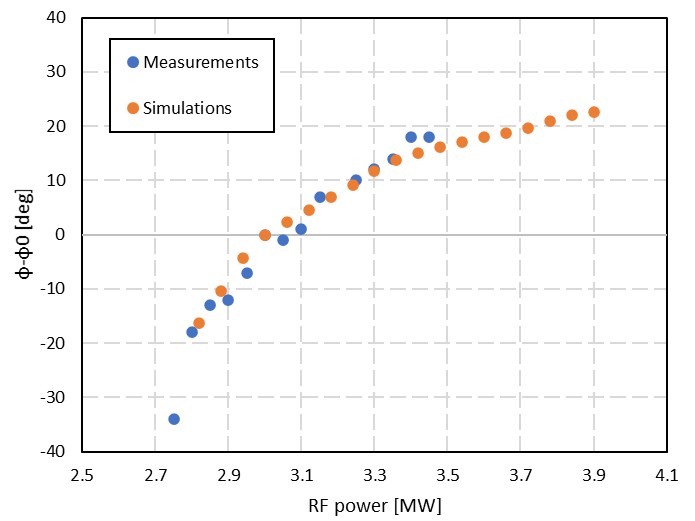 40
30
20
10
0
-10
-20
-30
-40
Measurements
Simulations
ϕ-ϕ0 [deg]
2.5 2.7 2.9 3.1 3.3 3.5 3.7 3.9 4.1
RF power [MW]